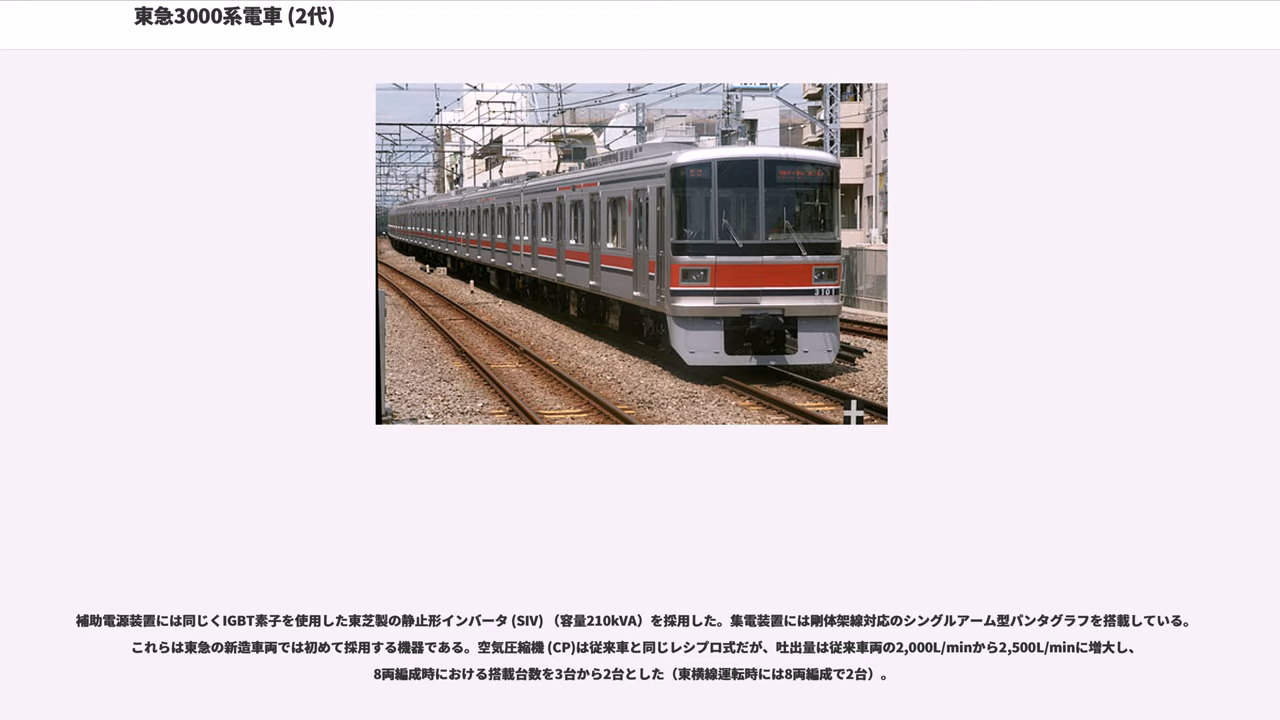 東急3000系電車 (2代)
3101
補助電源装置には同じくIGBT素子を使用した東芝製の静止形インバータ (SIV) （容量210kVA）を採用した。集電装置には剛体架線対応のシングルアーム型パンタグラフを搭載している。
これらは東急の新造車両では初めて採用する機器である。空気圧縮機 (CP)は従来車と同じレシプロ式だが、吐出量は従来車両の2,000L/minから2,500L/minに増大し、
8両編成時における搭載台数を3台から2台とした（東横線運転時には8両編成で2台）。